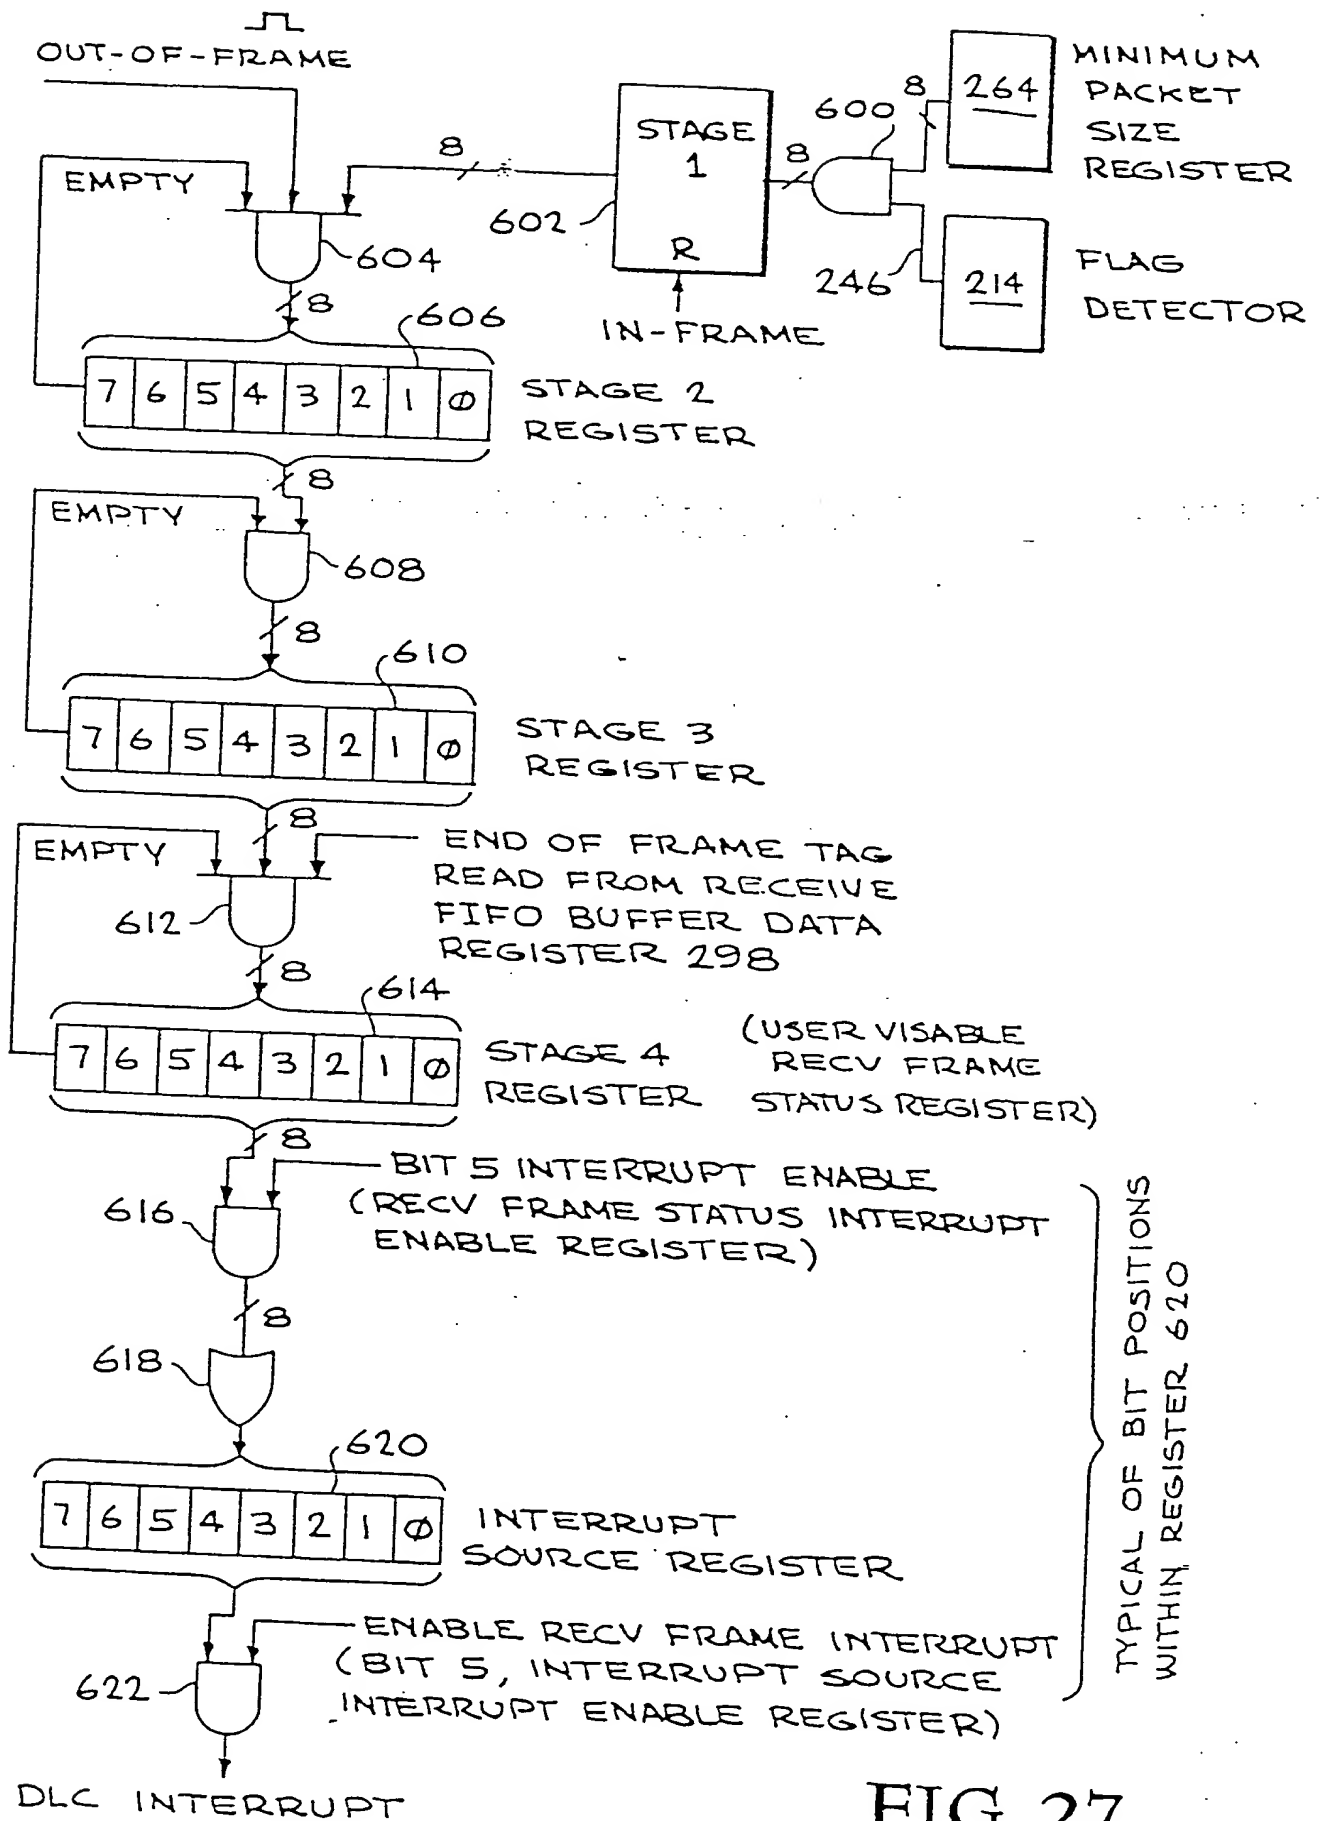 OUT-OF-FRAME
EMPTY
8
STAGE
1
R
602
IN-FRAME
8
600
8
264
MINIMUM
PACKET
SIZE
REGISTER
246
214
FLAG
DETECTOR
604
8
606
7 6 5 4 3 2 1 0
STAGE 2
REGISTER
8
EMPTY
608
8
610
7 6 5 4 3 2 1 0
STAGE 3
REGISTER
8
EMPTY
END OF FRAME TAG
READ FROM RECEIVE
FIFO BUFFER DATA
REGISTER 298
612
8
614
7 6 5 4 3 2 1 0
STAGE 4
REGISTER
(USER VISABLE
RECV FRAME
STATUS REGISTER)
8
BIT 5 INTERRUPT ENABLE
(RECV FRAME STATUS INTERRUPT
ENABLE REGISTER)
616
8
618
620
7 6 5 4 3 2 1 0
INTERRUPT
SOURCE REGISTER
ENABLE RECV FRAME INTERRUPT
(BIT 5, INTERRUPT SOURCE
INTERRUPT ENABLE REGISTER)
622
DLC INTERRUPT
TYPICAL OF BIT POSITIONS
WITHIN REGISTER 620
FIG. 27